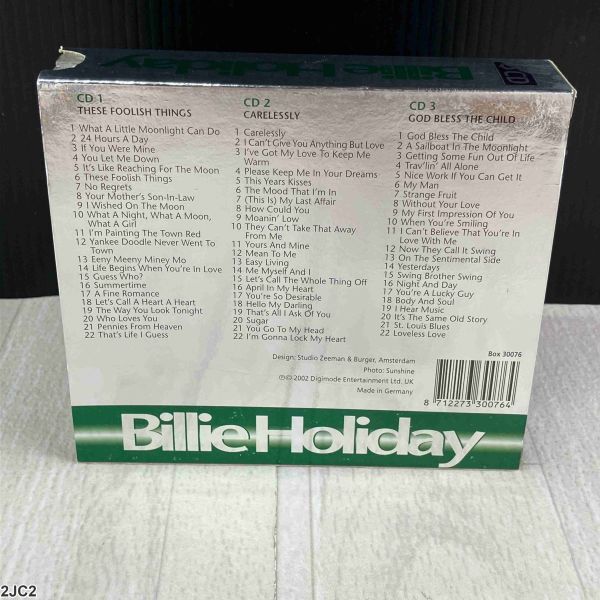 Billie Holiday
CD 1
THESE FOOLISH THINGS
1 What A Little Moonlight Can Do
2 24 Hours A Day
3 If You Were Mine
4 You Let Me Down
5 It's Like Reaching For The Moon
6 These Foolish Things
7 No Regrets
8 Your Mother's Son-In-Law
9 I Wished On The Moon
10 What A Night, What A Moon,
What A Girl
11 I'm Painting The Town Red
12 Yankee Doodle Never Went To
Town
13 Eeny Meeny Miney Mo
14 Life Begins When You're In Love
15 Guess Who?
16 Summertime
17 A Fine Romance
18 Let's Call A Heart A Heart
19 The Way You Look Tonight
20 Who Loves You
21 Pennies From Heaven
22 That's Life I Guess
CD 2
CARELESSLY
1 Carelessly
2 I Can't Give You Anything But Love
3 I've Got My Love To Keep Me
Warm
4 Please Keep Me In Your Dreams
5 This Years Kisses
6 The Mood That I'm In
7 (This Is) My Last Affair
8 How Could You
9 Moanin' Low
10 They Can't Take That Away
From Me
11 Yours And Mine
12 Mean To Me
13 Easy Living
14 Me Myself And I
15 Let's Call The Whole Thing Off
16 April In My Heart
17 You're So Desirable
18 Hello My Darling
19 That's All I Ask Of You
20 Sugar
21 You Go To My Head
22 I'm Gonna Lock My Heart
CD 3
GOD BLESS THE CHILD
1 God Bless The Child
2 A Sailboat In The Moonlight
3 Getting Some Fun Out Of Life
4 Trav'lin' All Alone
5 Nice Work If You Can Get It
6 My Man
7 Strange Fruit
8 Without Your Love
9 My First Impression Of You
10 When You're Smiling
11 I Can't Believe That You're In
Love With Me
12 Now They Call It Swing
13 On The Sentimental Side
14 Yesterdays
15 Swing Brother Swing
16 Night And Day
17 You're A Lucky Guy
18 Body And Soul
19 I Hear Music
20 It's The Same Old Story
21 St. Louis Blues
22 Loveless Love
Design: Studio Zeeman & Burger, Amsterdam
Photo: Sunshine
℗© 2002 Digimode Entertainment Ltd. UK
Made in Germany
Box 30076
8 712273 300764
Billie Holiday
2JC2